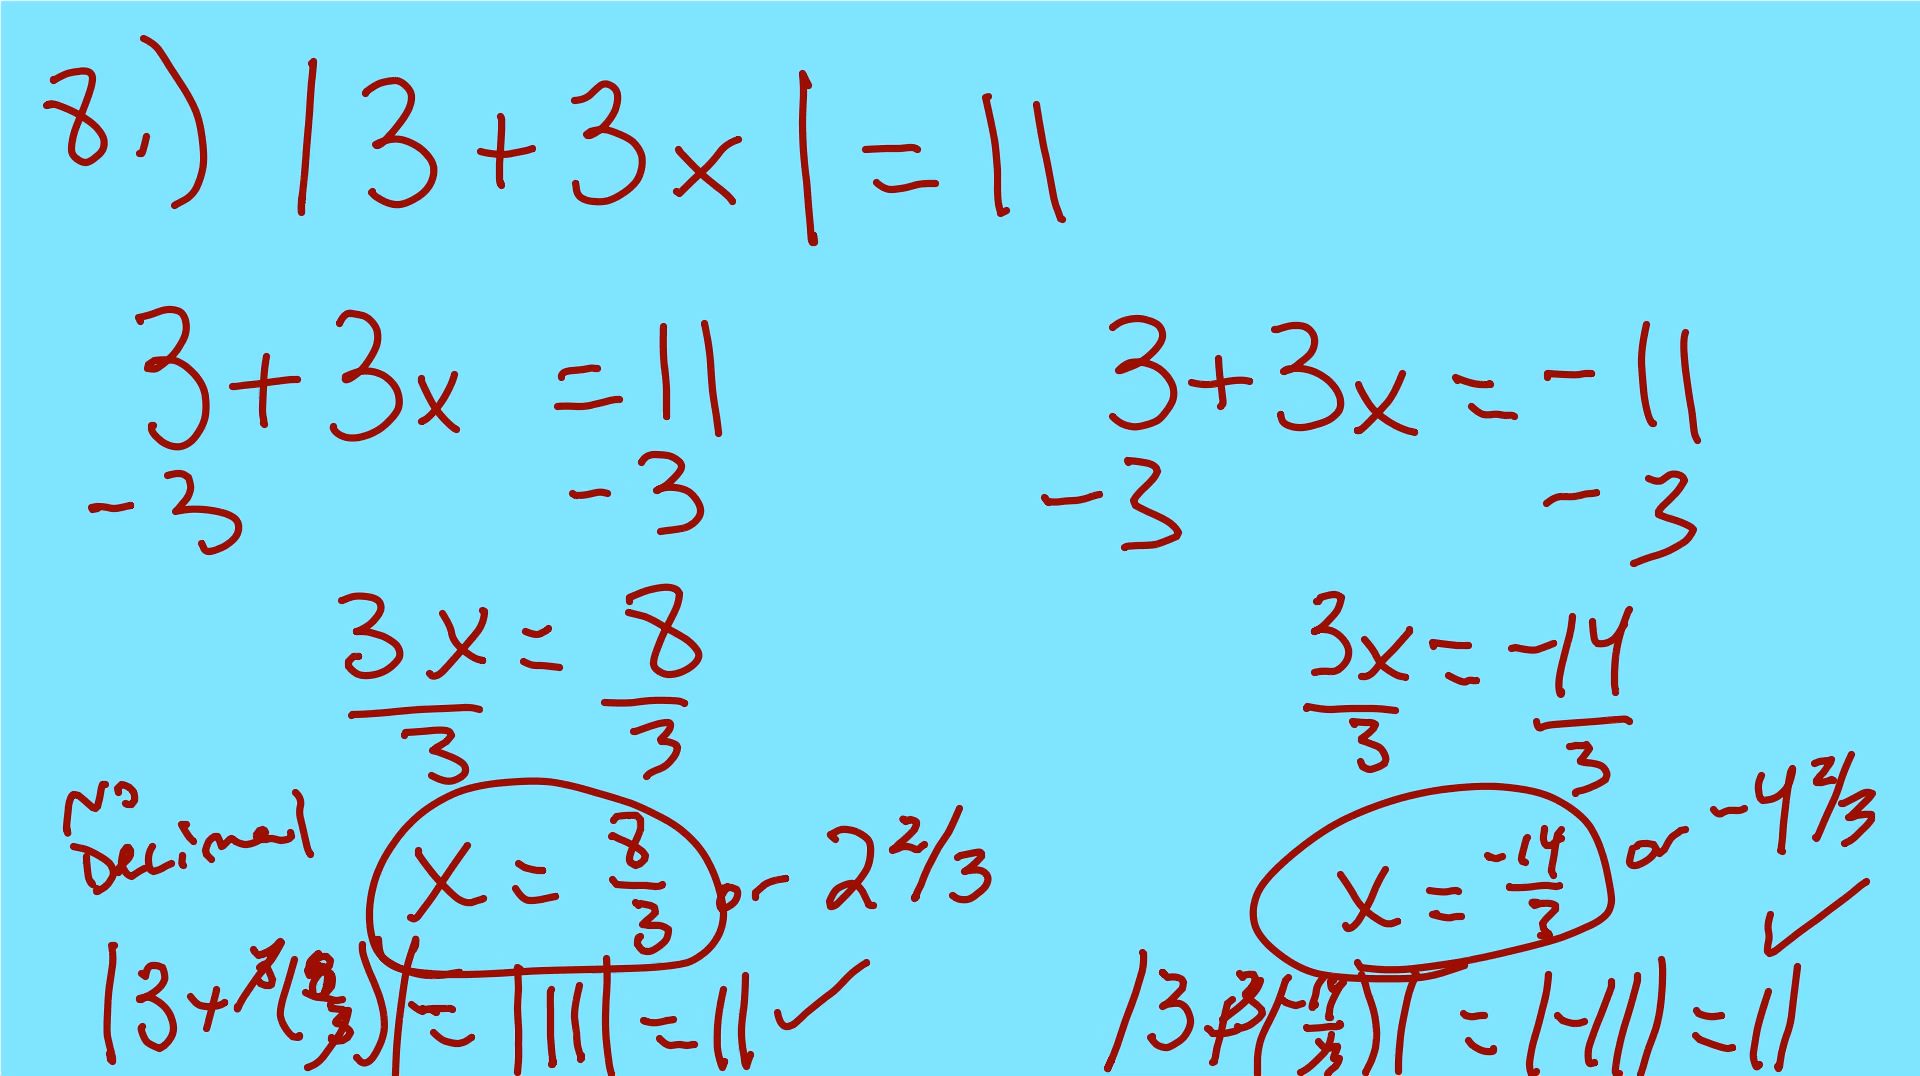 8.) |3+3x|=11
3+3x =11
-3 -3
3x = 8
3 3
No
Decimal
x = 8/3 or 2 2/3
|3+3(8/3)| = |11| = 11 ✓
3+3x = -11
-3 -3
3x = -14
3 3
x = -14/3 or -4 2/3
|3+3(-14/3)| = |-11| = 11 ✓